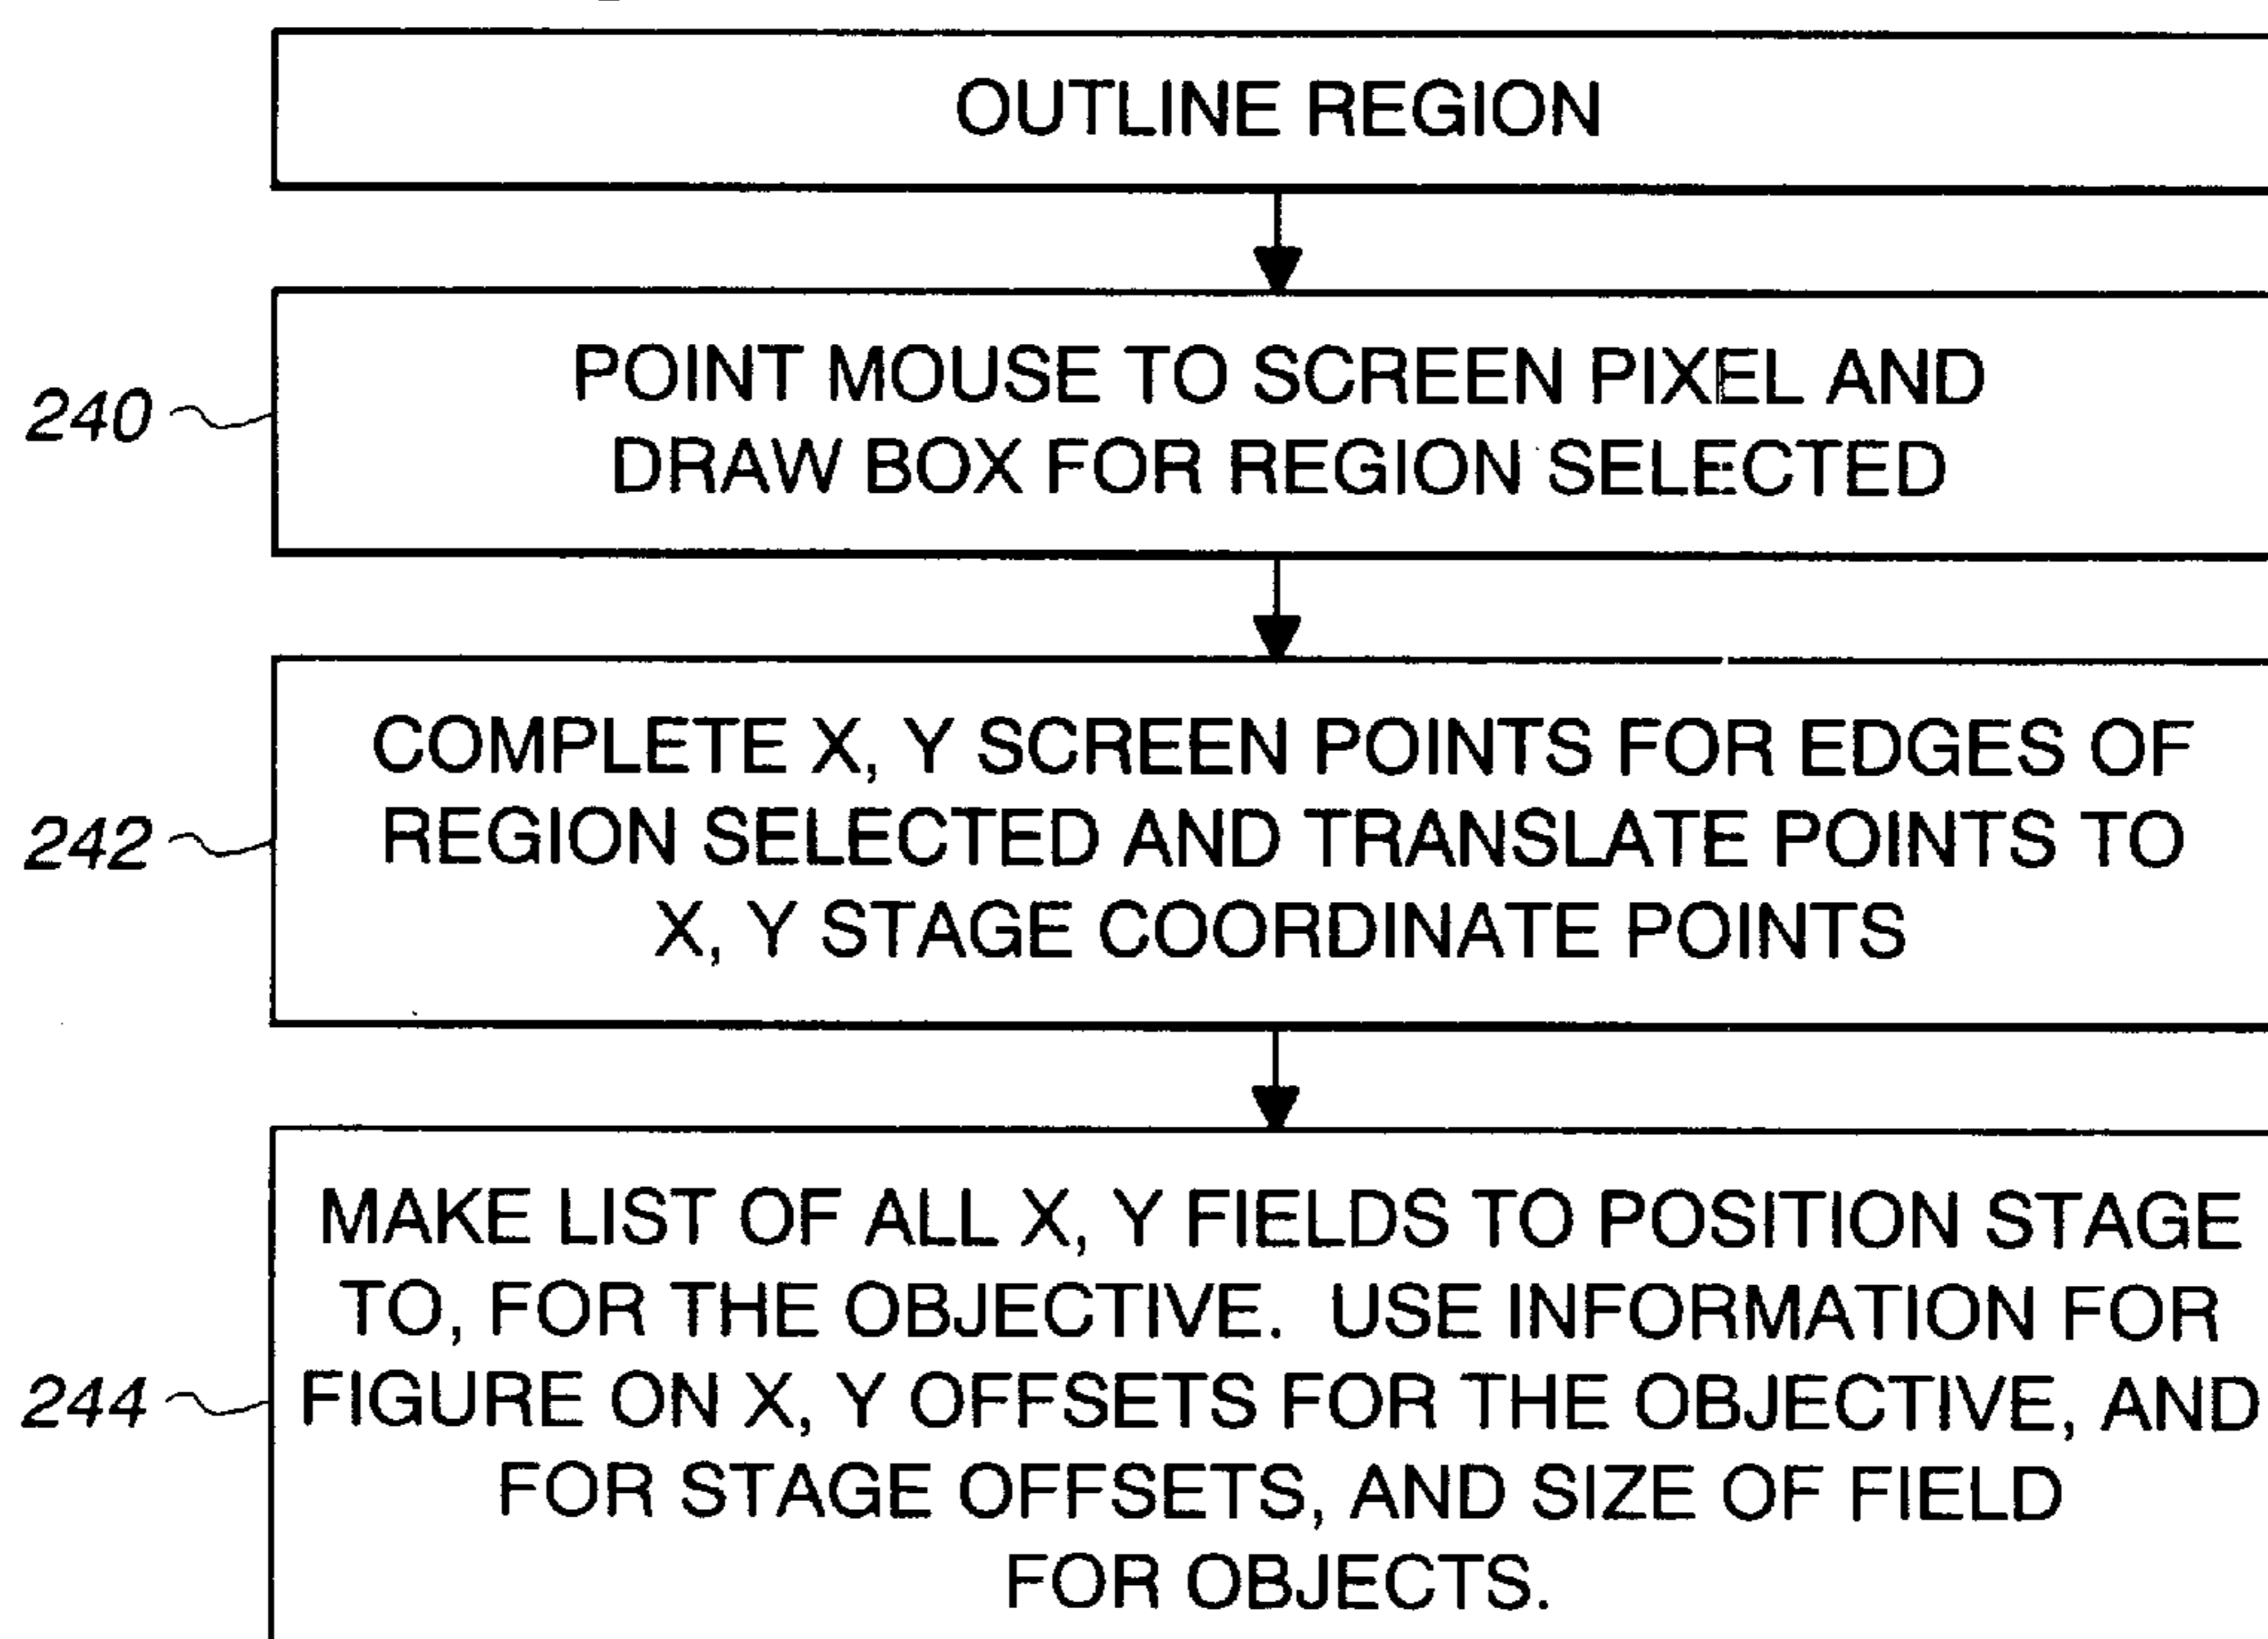 OUTLINE REGION
240
POINT MOUSE TO SCREEN PIXEL AND
DRAW BOX FOR REGION SELECTED
242
COMPLETE X, Y SCREEN POINTS FOR EDGES OF
REGION SELECTED AND TRANSLATE POINTS TO
X, Y STAGE COORDINATE POINTS
244
MAKE LIST OF ALL X, Y FIELDS TO POSITION STAGE
TO, FOR THE OBJECTIVE. USE INFORMATION FOR
FIGURE ON X, Y OFFSETS FOR THE OBJECTIVE, AND
FOR STAGE OFFSETS, AND SIZE OF FIELD
FOR OBJECTS.